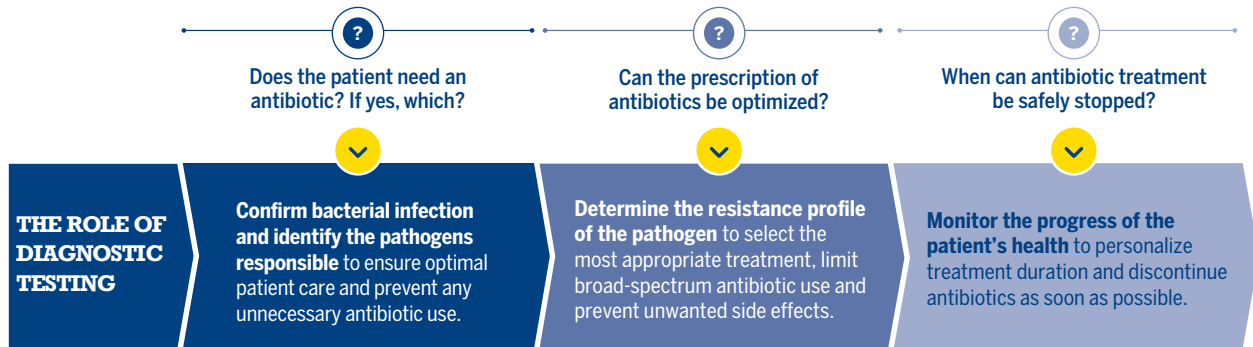 ?
Does the patient need an
antibiotic? If yes, which?
?
Can the prescription of
antibiotics be optimized?
?
When can antibiotic treatment
be safely stopped?
THE ROLE OF
DIAGNOSTIC
TESTING
Confirm bacterial infection
and identify the pathogens
responsible to ensure optimal
patient care and prevent any
unnecessary antibiotic use.
Determine the resistance profile
of the pathogen to select the
most appropriate treatment, limit
broad-spectrum antibiotic use and
prevent unwanted side effects.
Monitor the progress of the
patient’s health to personalize
treatment duration and discontinue
antibiotics as soon as possible.